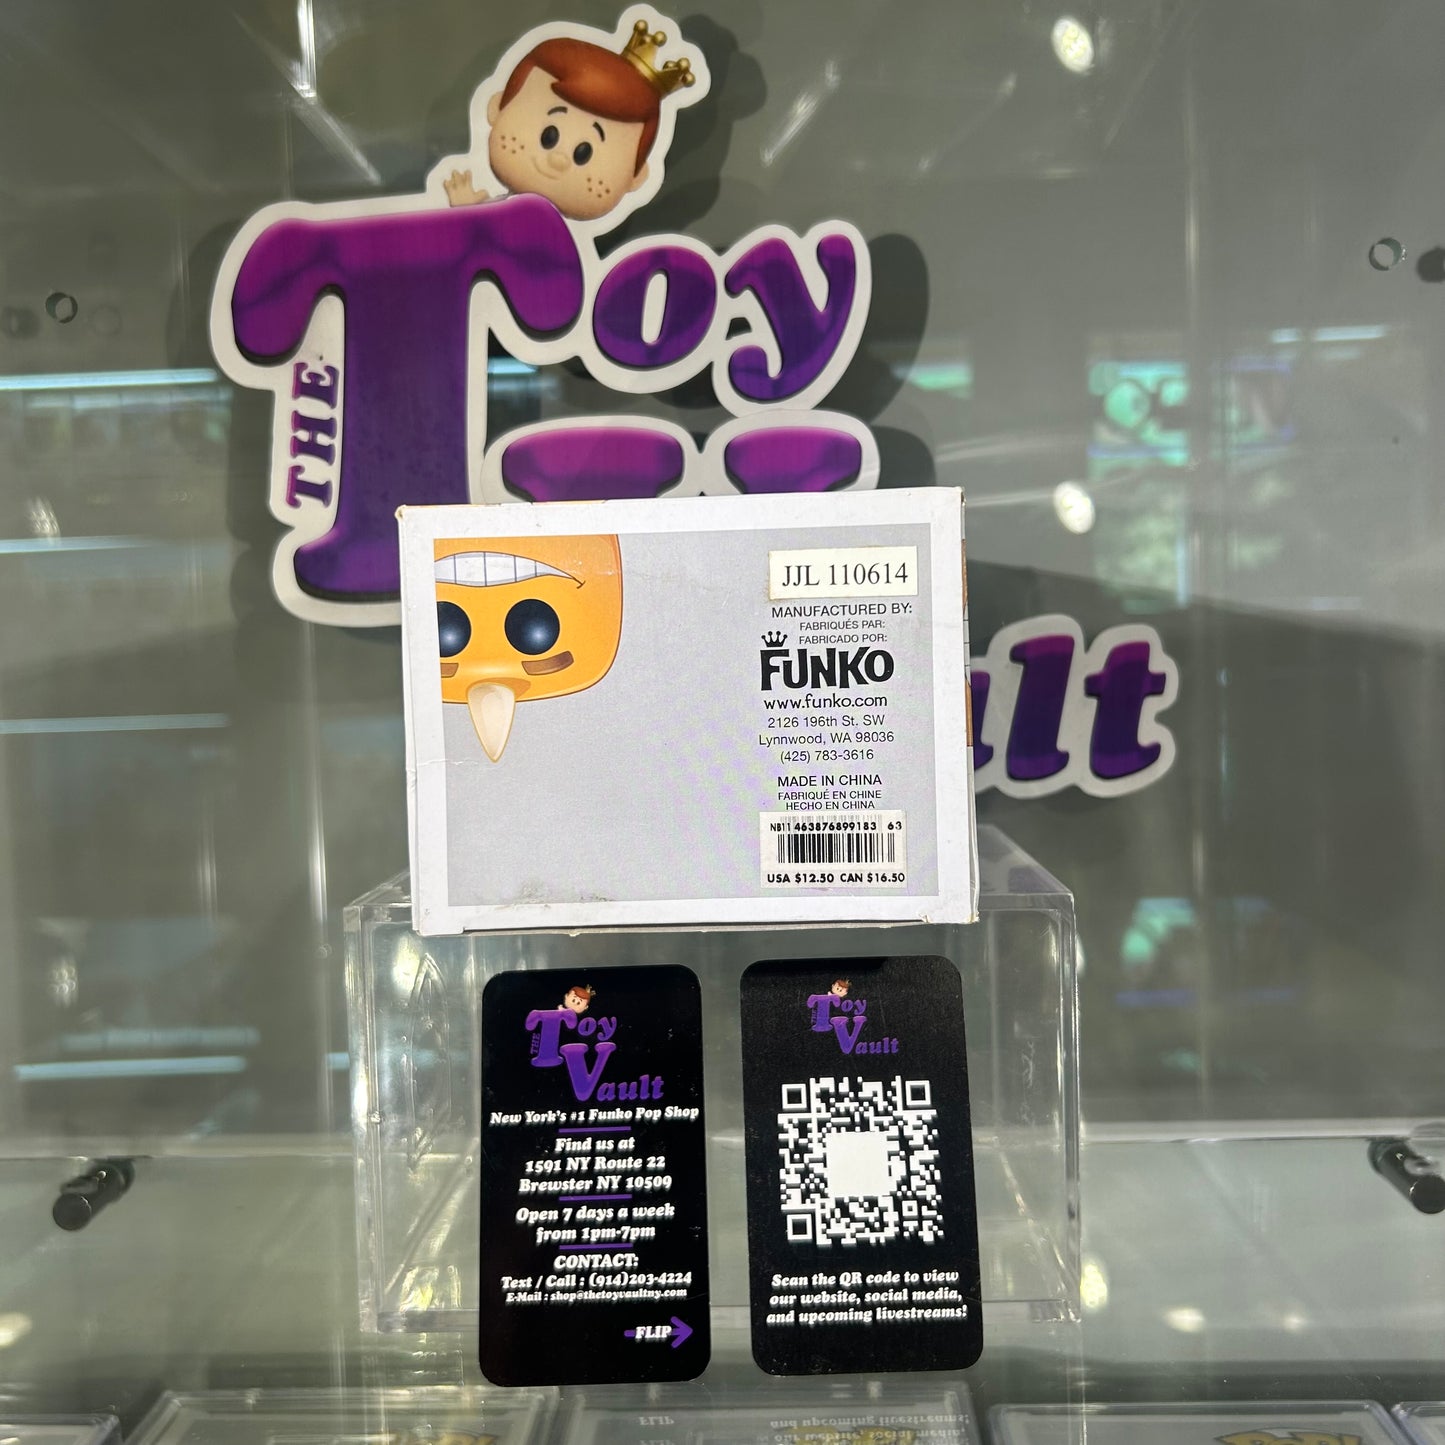 THE
Toy
ult
JJL 110614
MANUFACTURED BY:
FABRIQUÉS PAR:
FABRICADO POR:
FUNKO
www.funko.com
2126 196th St. SW
Lynnwood, WA 98036
(425) 783-3616
MADE IN CHINA
FABRIQUÉ EN CHINE
HECHO EN CHINA
NB11 463876899183 63
USA $12.50 CAN $16.50
THE
Toy
Vault
New York's #1 Funko Pop Shop
Find us at
1591 NY Route 22
Brewster NY 10509
Open 7 days a week
from 1pm-7pm
CONTACT:
Text / Call : (914)203-4224
E-Mail : shop@thetoyvaultny.com
FLIP
THE
Toy
Vault
Scan the QR code to view
our website, social media,
and upcoming livestreams!